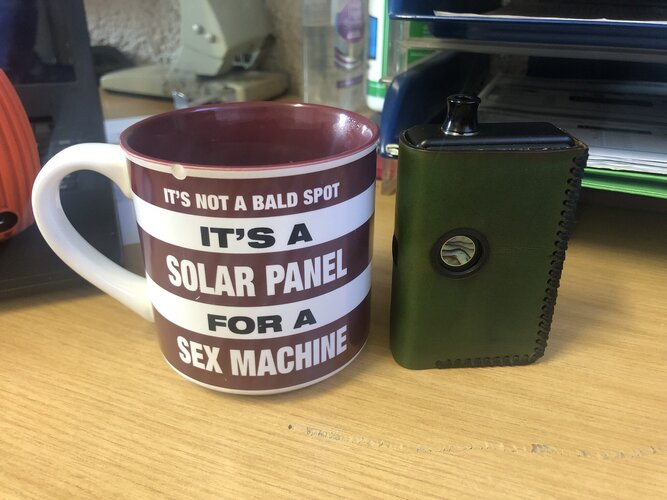 IT'S NOT A BALD SPOT
IT'S A
SOLAR PANEL
FOR A
SEX MACHINE